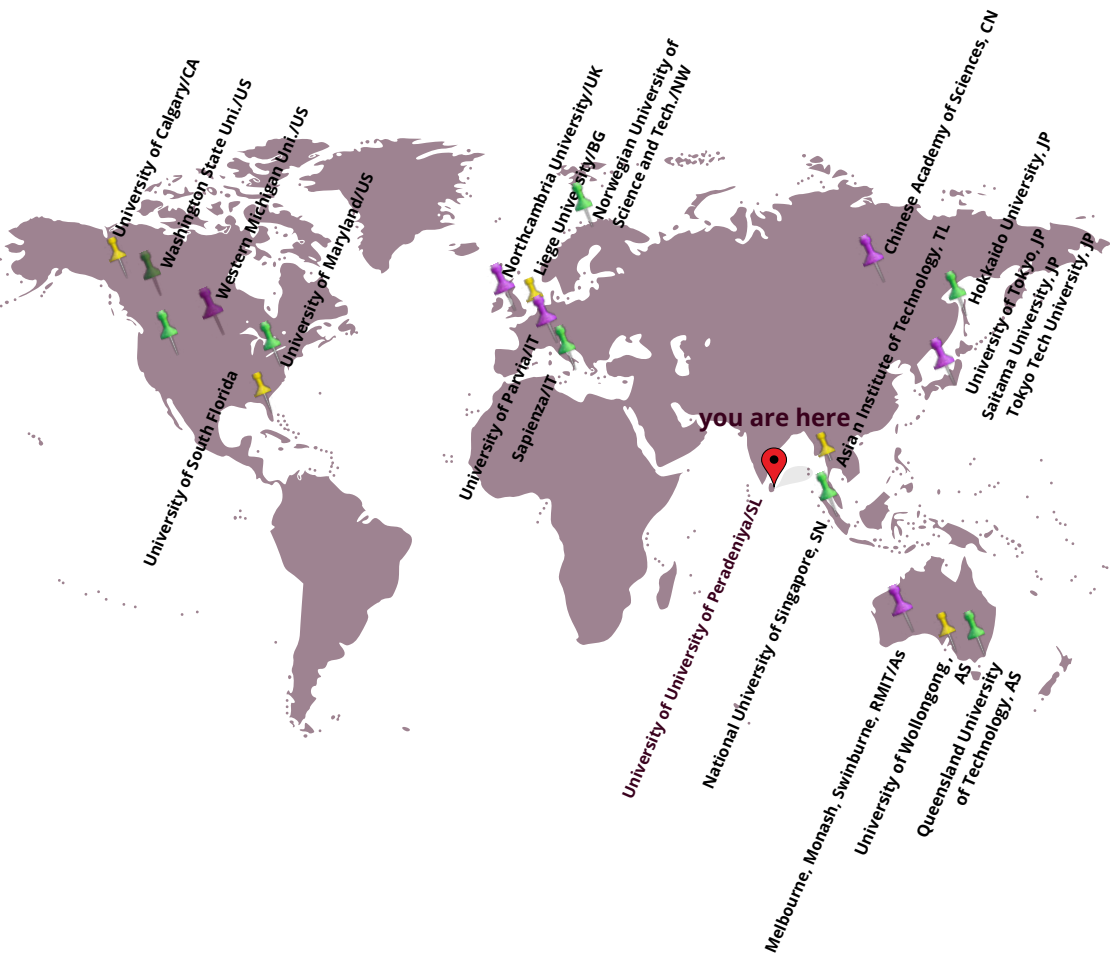 University of Calgary/CA
Washington State Uni./US
Western Michigan Uni./US
University of Maryland/US
University of South Florida
Northcambria University/UK
Liege University/BG
Norwegian University of
Science and Tech./NW
University of Parvia/IT
Sapienza/IT
Chinese Academy of Sciences, CN
Asia n Institute of Technology, TL
Hokkaido University, JP
University of Tokyo, JP
Saitama University, JP
Tokyo Tech University, JP
you are here
University of University of Peradeniya/SL
National University of Singapore, SN
Melbourne, Monash, Swinburne, RMIT/As
University of Wollongong,
AS
Queensland University
of Technology, AS